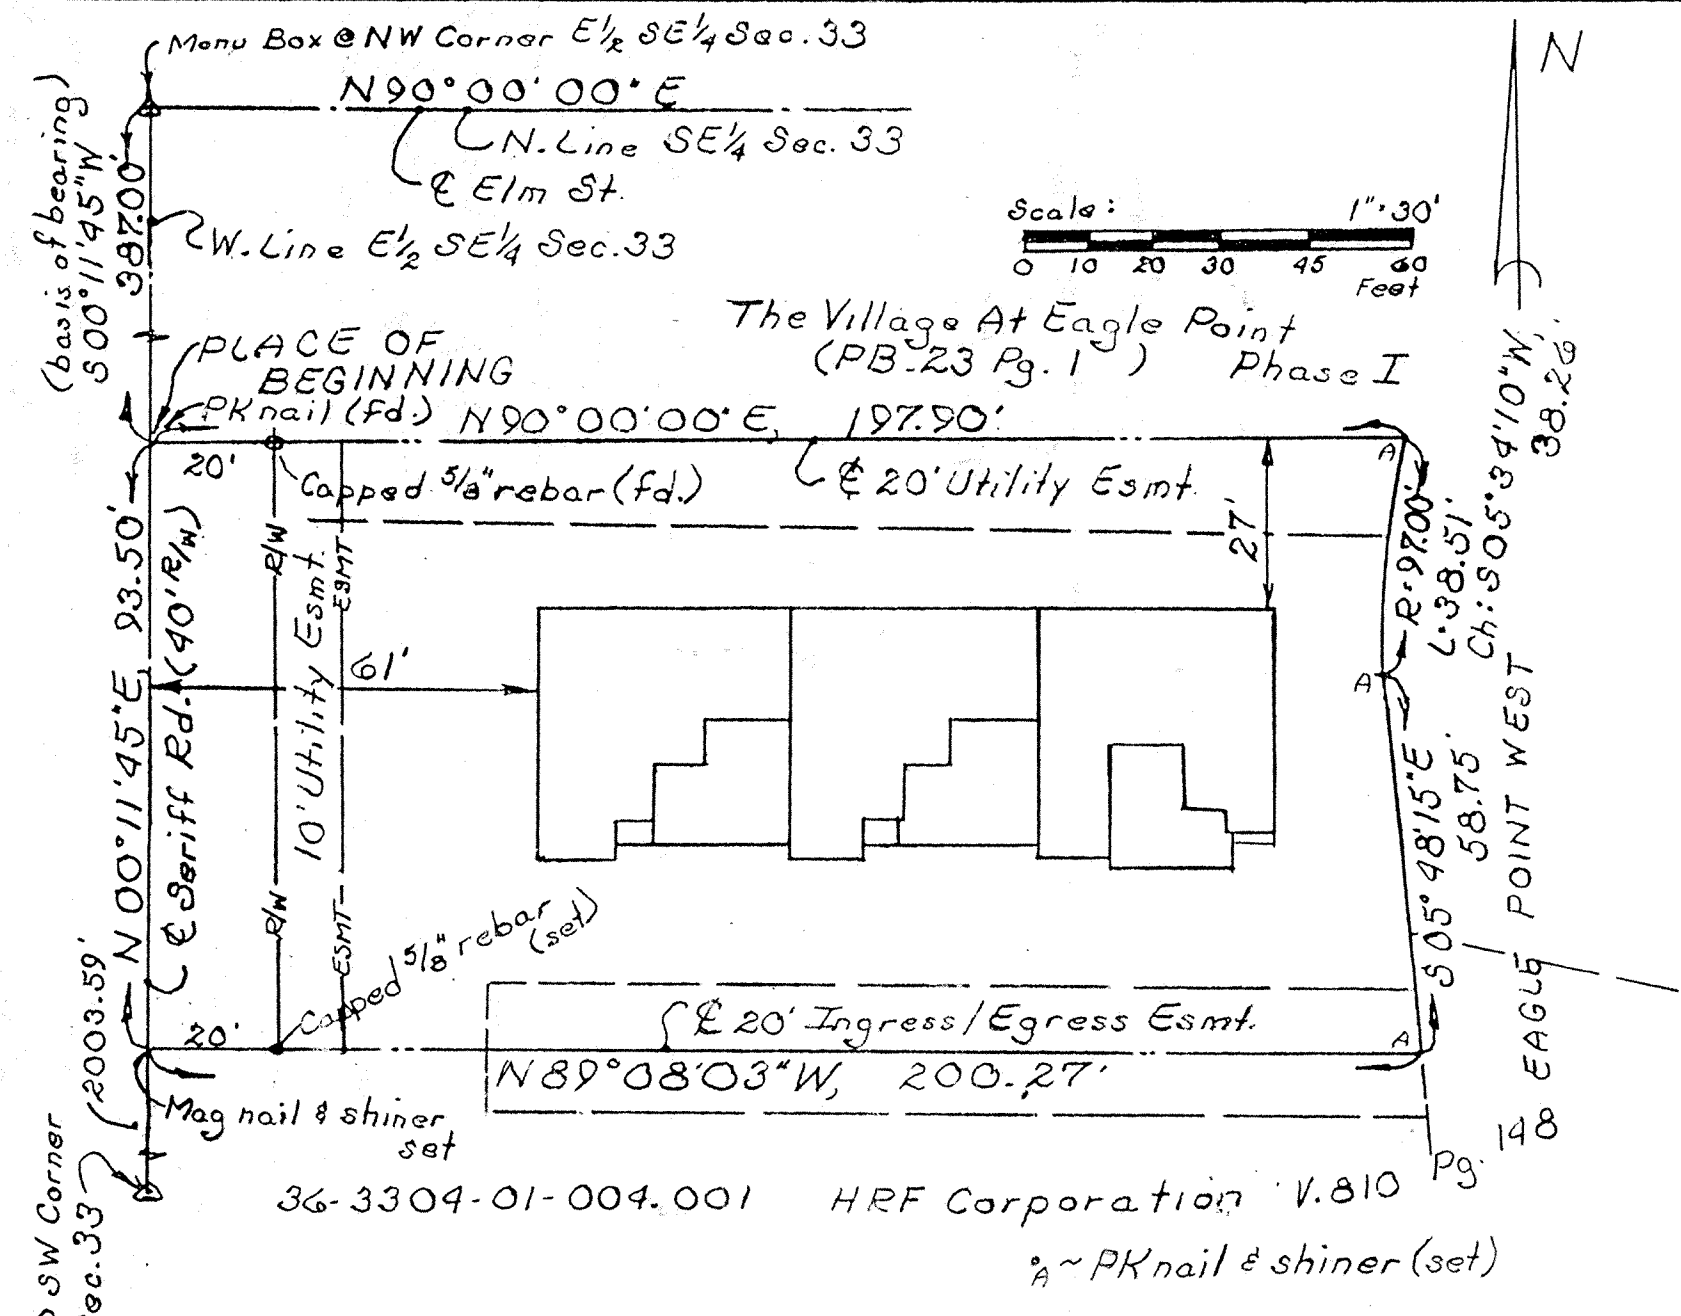 Monu Box @ NW Corner E½ SE¼ Sec. 33
N90°00'00"E
N. Line SE¼ Sec. 33
℄ Elm St.
(basis of bearing)
S00°11'45"W
387.00'
W. Line E½ SE¼ Sec. 33
N
Scale: 1"=30'
0 10 20 30 45 60
Feet
The Village At Eagle Point
(PB-23 Pg. 1 ) Phase I
PLACE OF
BEGINNING
PK nail (fd.)
N90°00'00"E, 197.90'
20'
Capped 5/8" rebar (fd.)
℄ 20' Utility Esmt.
27'
A
R=97.00'
L=38.51'
Ch: S05°34'10"W,
38.26'
A
N00°11'45"E, 93.50'
℄ Seriff Rd. (40' R/W)
R/W
R/W
10' Utility Esmt.
ESMT
ESMT
61'
S05°48'15"E
58.75'
EAGLE POINT WEST
Capped 5/8" rebar
(set)
20'
℄ 20' Ingress/Egress Esmt.
A
N89°08'03"W, 200.27'
2003.59'
Mag nail & shiner
set
SW Corner
ec. 33
36-3304-01-004.001 HRF Corporation V. 810 Pg. 148
A ~ PK nail & shiner (set)